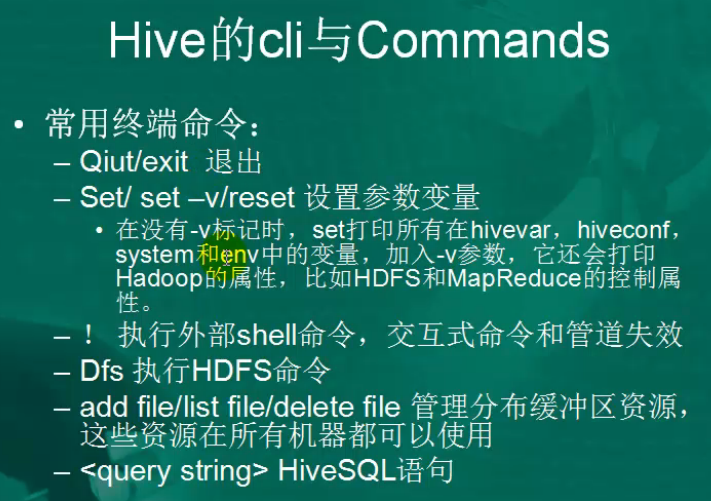 Hive的cli与Commands
• 常用终端命令：
– Qiut/exit 退出
– Set/ set –v/reset 设置参数变量
• 在没有-v标记时，set打印所有在hivevar，hiveconf，
system和env中的变量，加入-v参数，它还会打印
Hadoop的属性，比如HDFS和MapReduce的控制属
性。
– ！ 执行外部shell命令，交互式命令和管道失效
– Dfs 执行HDFS命令
– add file/list file/delete file 管理分布缓冲区资源，
这些资源在所有机器都可以使用
– <query string> HiveSQL语句